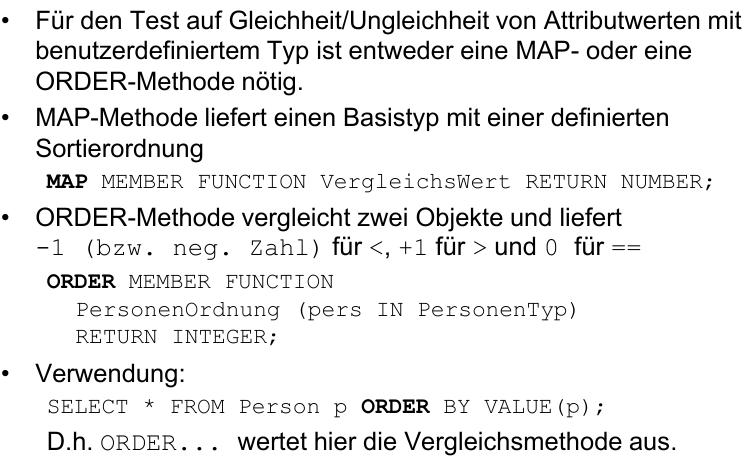 • Für den Test auf Gleichheit/Ungleichheit von Attributwerten mit
benutzerdefiniertem Typ ist entweder eine MAP- oder eine
ORDER-Methode nötig.
• MAP-Methode liefert einen Basistyp mit einer definierten
Sortierordnung
MAP MEMBER FUNCTION VergleichsWert RETURN NUMBER;
• ORDER-Methode vergleicht zwei Objekte und liefert
-1 (bzw. neg. Zahl) für <, +1 für > und 0 für ==
ORDER MEMBER FUNCTION
PersonenOrdnung (pers IN PersonenTyp)
RETURN INTEGER;
• Verwendung:
SELECT * FROM Person p ORDER BY VALUE(p);
D.h. ORDER... wertet hier die Vergleichsmethode aus.